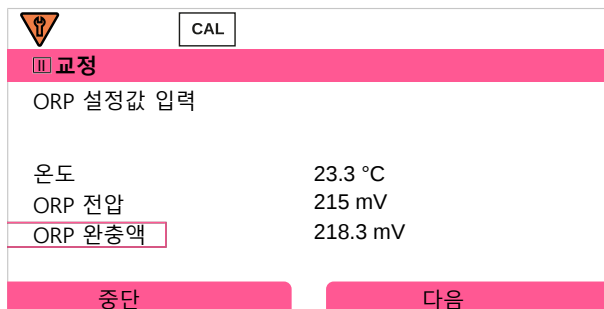 CAL
II 교정
ORP 설정값 입력
온도 23.3 °C
ORP 전압 215 mV
ORP 완충액 218.3 mV
중단 다음